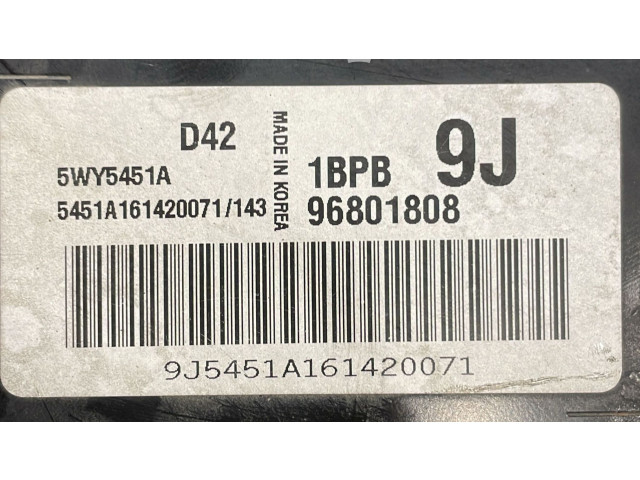 D42
5WY5451A
5451A161420071/143
MADE IN KOREA
9J
1BPB
96801808
9J5451A161420071